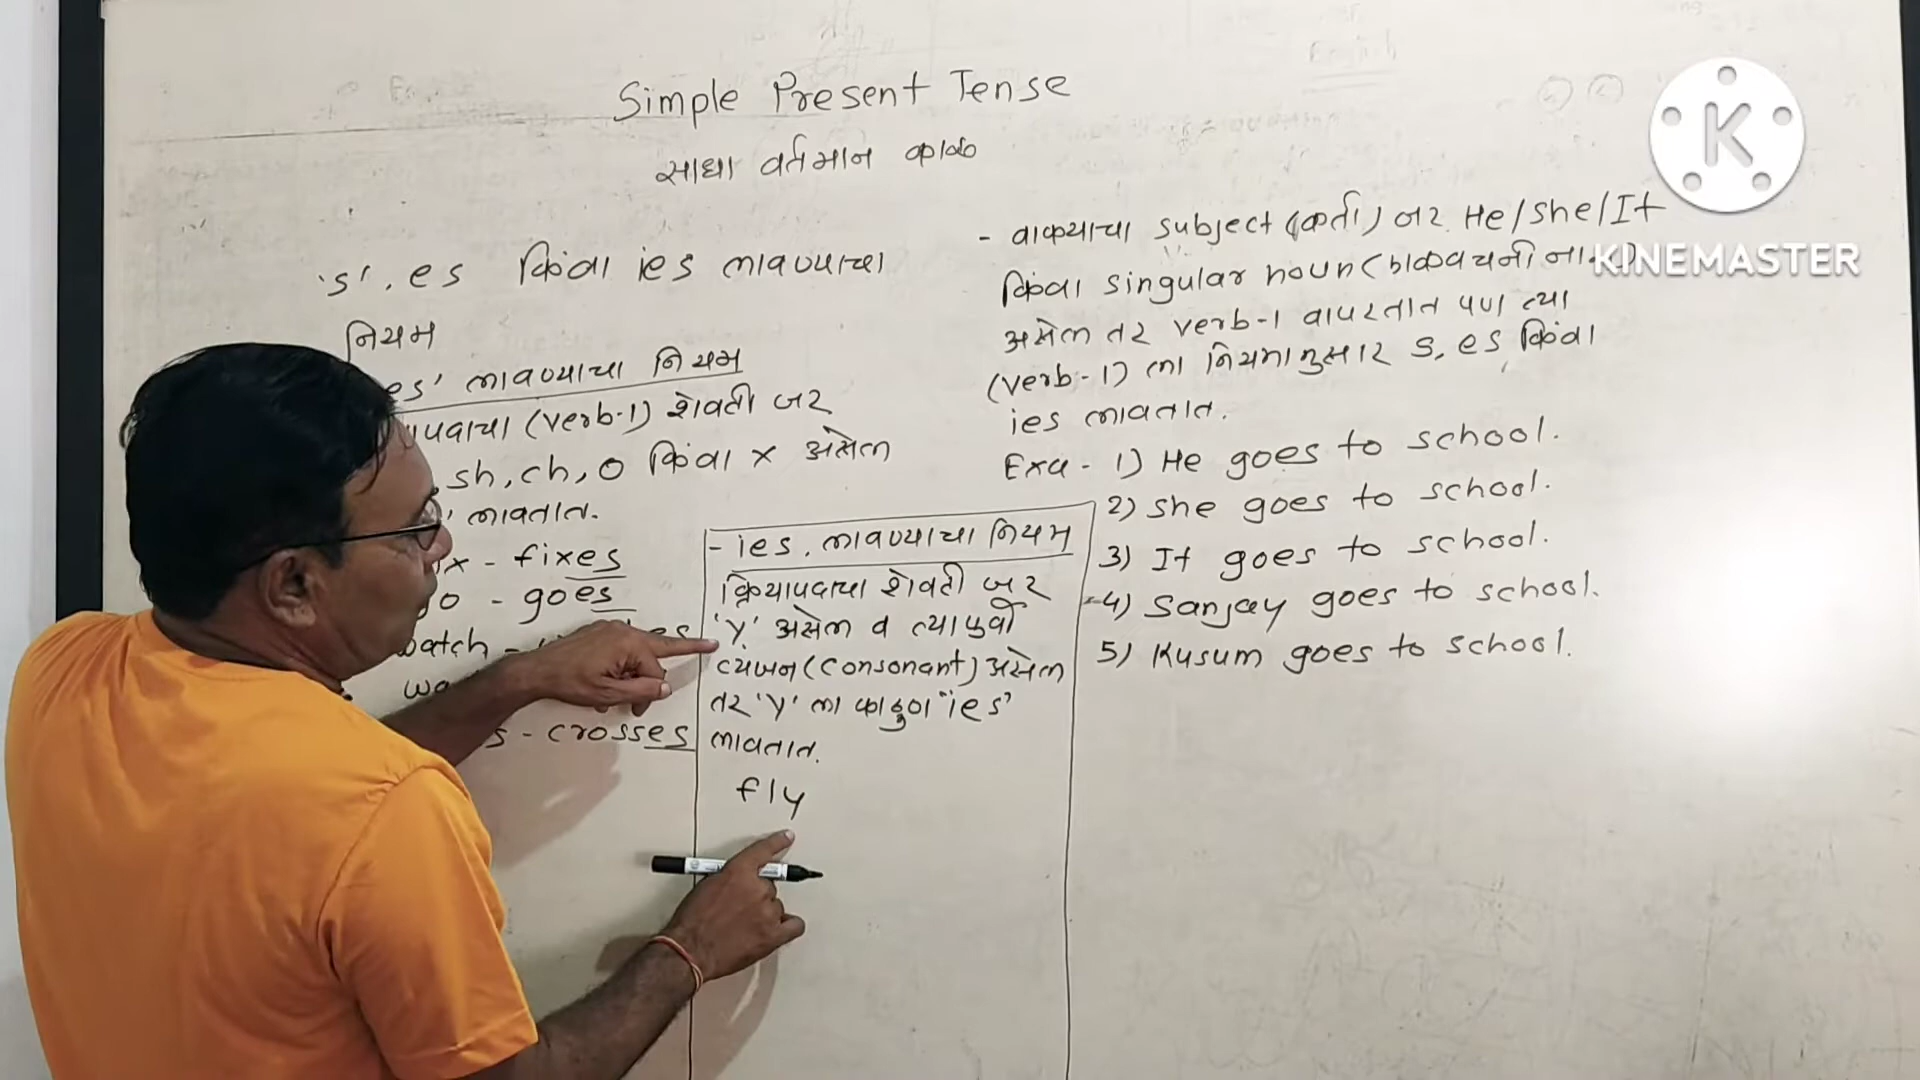 Simple Present Tense
साधा वर्तमान काळ
's', es किंवा ies लावण्याचा
नियम
es' लावण्याचा नियम
(verb-1) शेवटी जर
sh, ch, o किंवा x असेल
' लावतात.
x - fixes
go - goes
watch -
wa
s - crosses
- ies. लावण्याचा नियम
क्रियापदाचा शेवटी जर
'y' असेल व त्यापुर्वी
व्यंजन (consonant) असेल
तर 'y' ला काढुण "ies"
लावतात.
fly
- वाक्याचा subject (कर्ता) जर He/She/It
किंवा singular noun (
असेल तर verb-1 वापरतात पण त्या
(verb-1) ला नियमानुसार s, es किंवा
ies लावतात.
Exa - 1) He goes to school.
2) She goes to school.
3) It goes to school.
4) Sanjay goes to school.
5) Kusum goes to school.
K
KINEMASTER